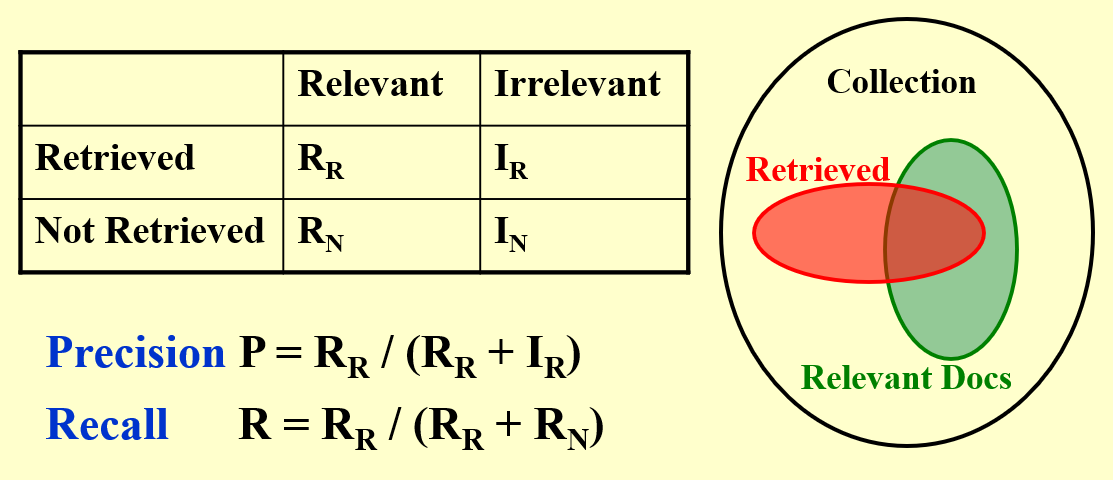 Relevant Irrelevant
Retrieved R_R I_R
Not Retrieved R_N I_N
Precision P = R_R / (R_R + I_R)
Recall R = R_R / (R_R + R_N)
Collection
Retrieved
Relevant Docs